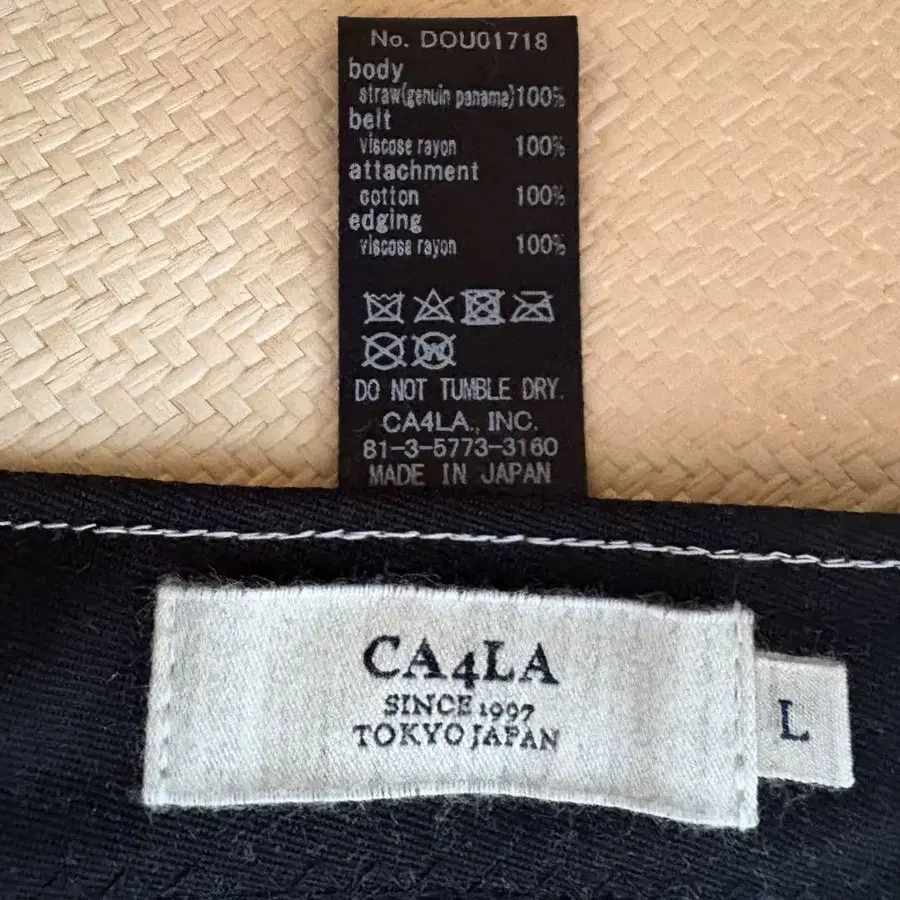 No. DOU01718
body
straw(genuin panama)100%
belt
viscose rayon 100%
attachment
cotton 100%
edging
viscose rayon 100%
DO NOT TUMBLE DRY.
CA4LA., INC.
81-3-5773-3160
MADE IN JAPAN
CA4LA
SINCE 1997
TOKYO JAPAN
L